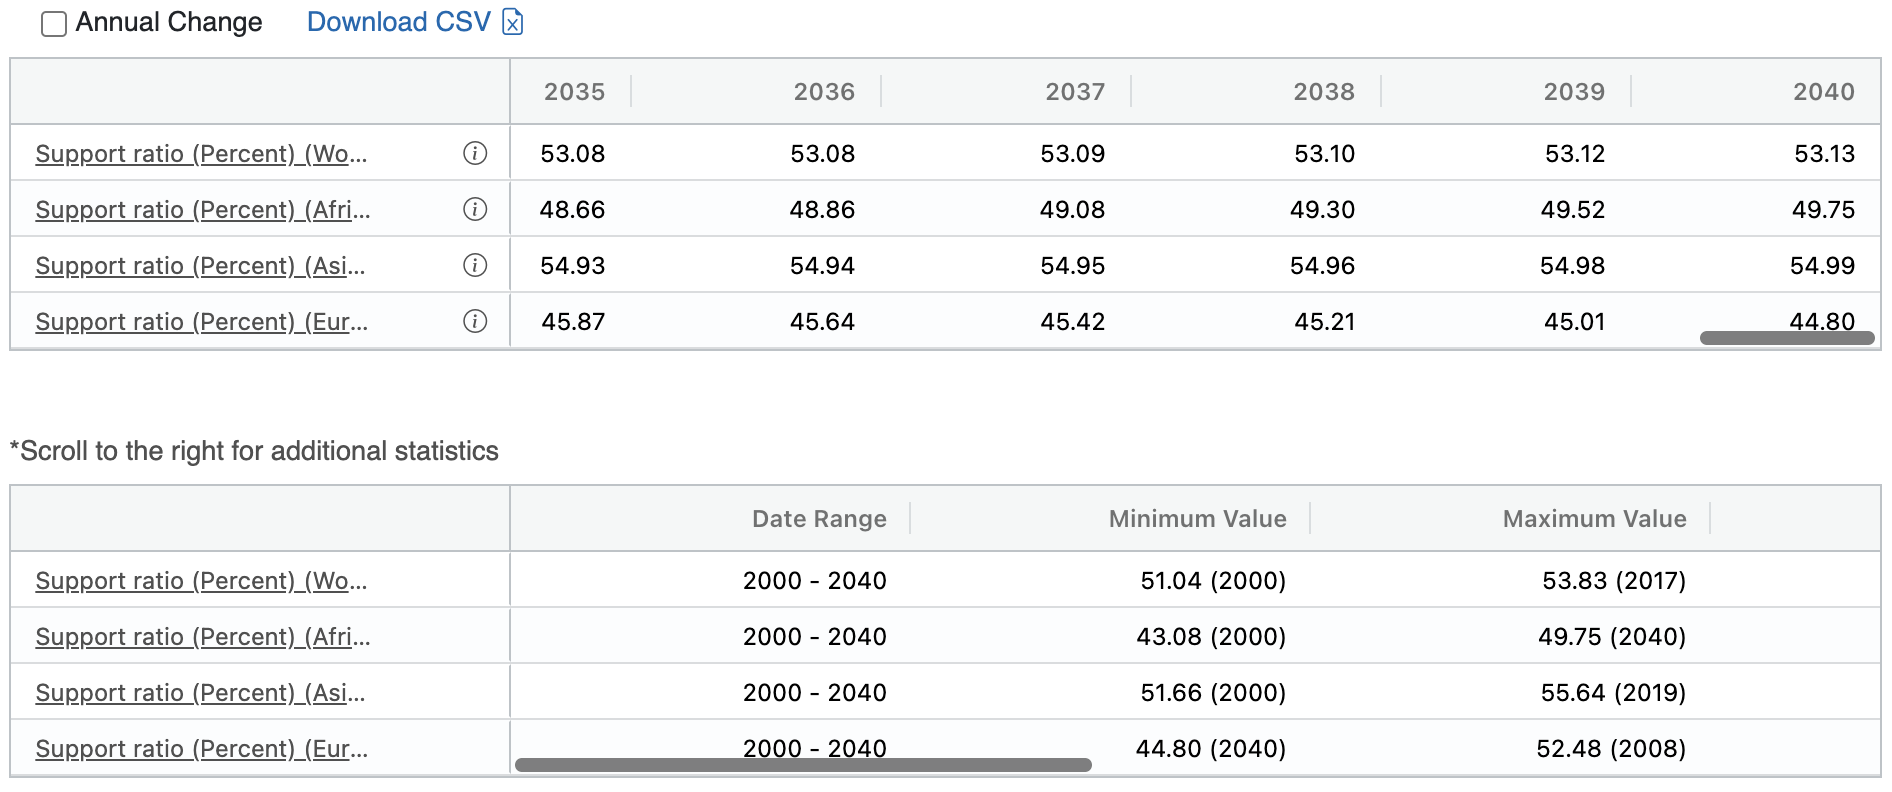 Annual Change Download CSV
2035 2036 2037 2038 2039 2040
Support ratio (Percent) (Wo... 53.08 53.08 53.09 53.10 53.12 53.13
Support ratio (Percent) (Afri... 48.66 48.86 49.08 49.30 49.52 49.75
Support ratio (Percent) (Asi... 54.93 54.94 54.95 54.96 54.98 54.99
Support ratio (Percent) (Eur... 45.87 45.64 45.42 45.21 45.01 44.80
*Scroll to the right for additional statistics
Date Range Minimum Value Maximum Value
Support ratio (Percent) (Wo... 2000 - 2040 51.04 (2000) 53.83 (2017)
Support ratio (Percent) (Afri... 2000 - 2040 43.08 (2000) 49.75 (2040)
Support ratio (Percent) (Asi... 2000 - 2040 51.66 (2000) 55.64 (2019)
Support ratio (Percent) (Eur... 2000 - 2040 44.80 (2040) 52.48 (2008)